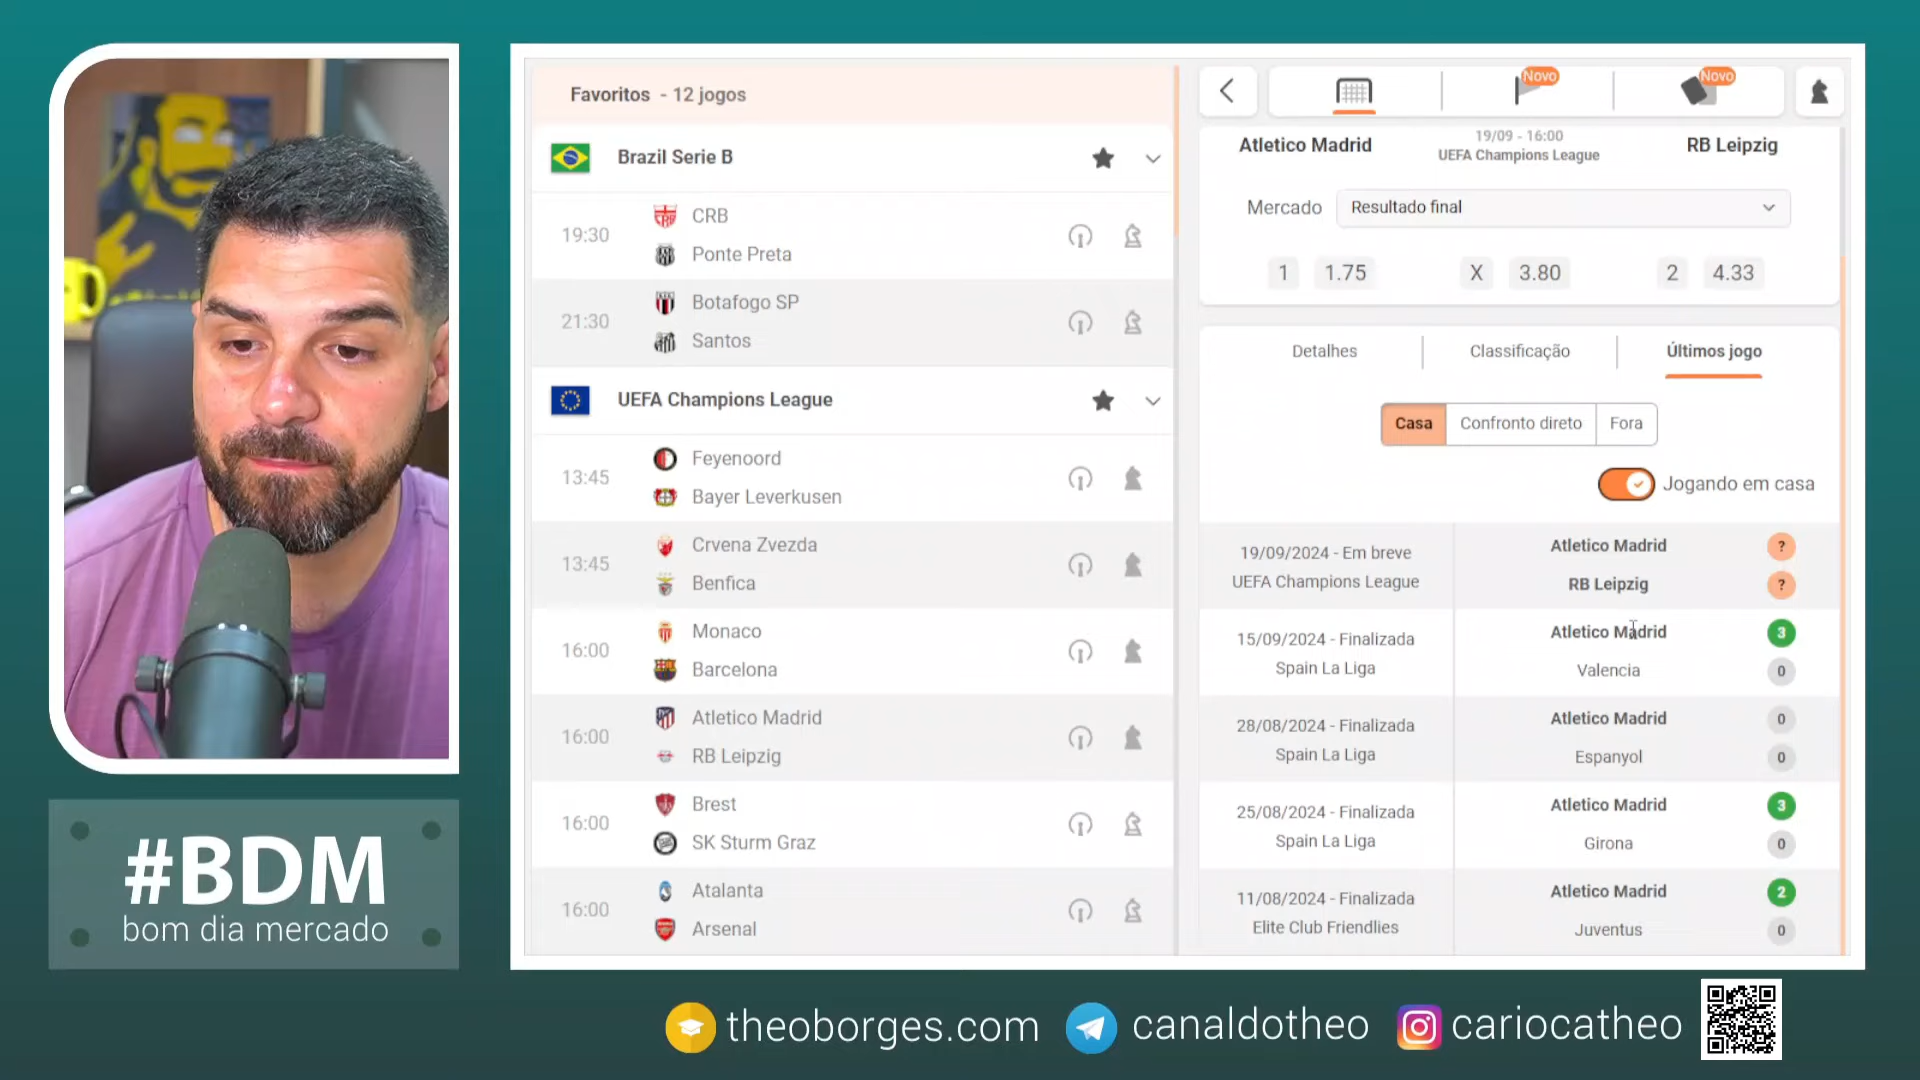 Favoritos - 12 jogos
Brazil Serie B
19:30
CRB
Ponte Preta
21:30
Botafogo SP
Santos
UEFA Champions League
13:45
Feyenoord
Bayer Leverkusen
13:45
Crvena Zvezda
Benfica
16:00
Monaco
Barcelona
16:00
Atletico Madrid
RB Leipzig
16:00
Brest
SK Sturm Graz
16:00
Atalanta
Arsenal
Novo
Novo
Atletico Madrid
19/09 - 16:00
UEFA Champions League
RB Leipzig
Mercado Resultado final
1 1.75 X 3.80 2 4.33
Detalhes Classificação Últimos jogo
Casa Confronto direto Fora
Jogando em casa
19/09/2024 - Em breve
UEFA Champions League
Atletico Madrid ?
RB Leipzig ?
15/09/2024 - Finalizada
Spain La Liga
Atletico Madrid 3
Valencia 0
28/08/2024 - Finalizada
Spain La Liga
Atletico Madrid 0
Espanyol 0
25/08/2024 - Finalizada
Spain La Liga
Atletico Madrid 3
Girona 0
11/08/2024 - Finalizada
Elite Club Friendlies
Atletico Madrid 2
Juventus 0
#BDM
bom dia mercado
theoborges.com canaldotheo cariocatheo